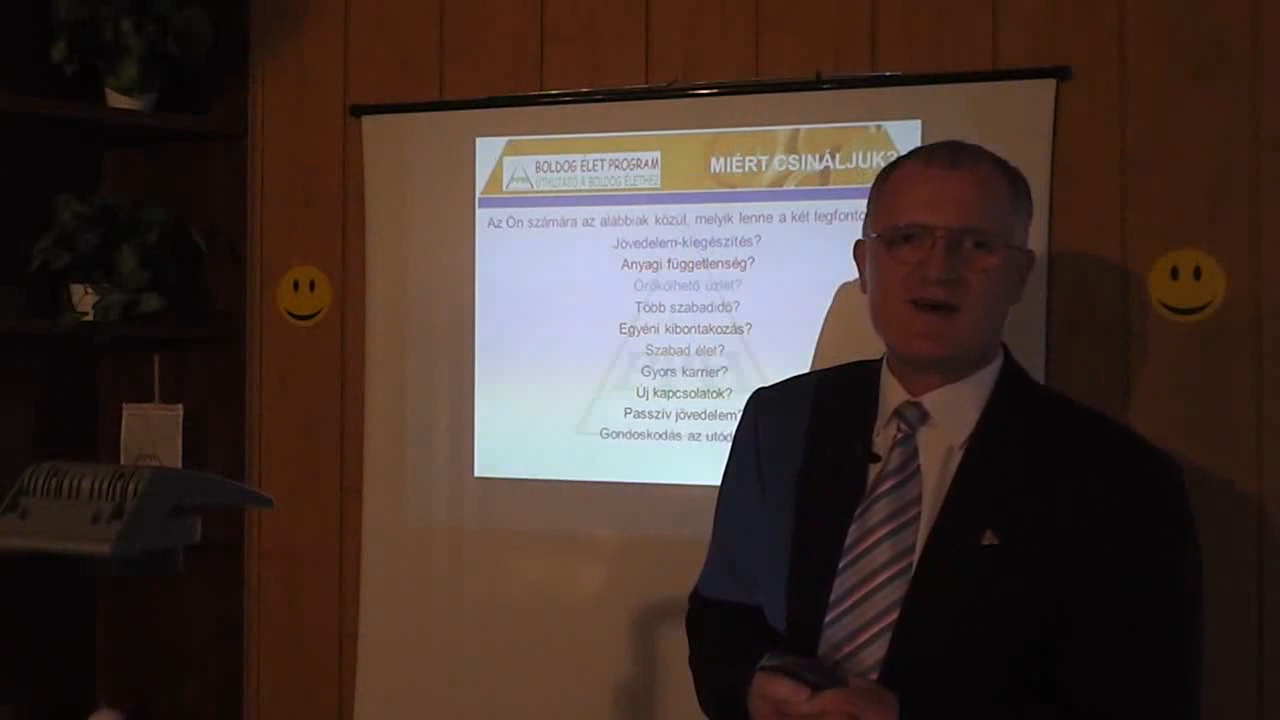 BOLDOG ÉLET PROGRAM
ÚTMUTATÓ A BOLDOG ÉLETHEZ
MIÉRT CSINÁLJUK?
Az Ön számára az alábbiak közül, melyik lenne a két legfonto
Jövedelem-kiegészítés?
Anyagi függetlenség?
Örökölhető üzlet?
Több szabadidő?
Egyéni kibontakozás?
Szabad élet?
Gyors karrier?
Új kapcsolatok?
Passzív jövedelem?
Gondoskodás az utód